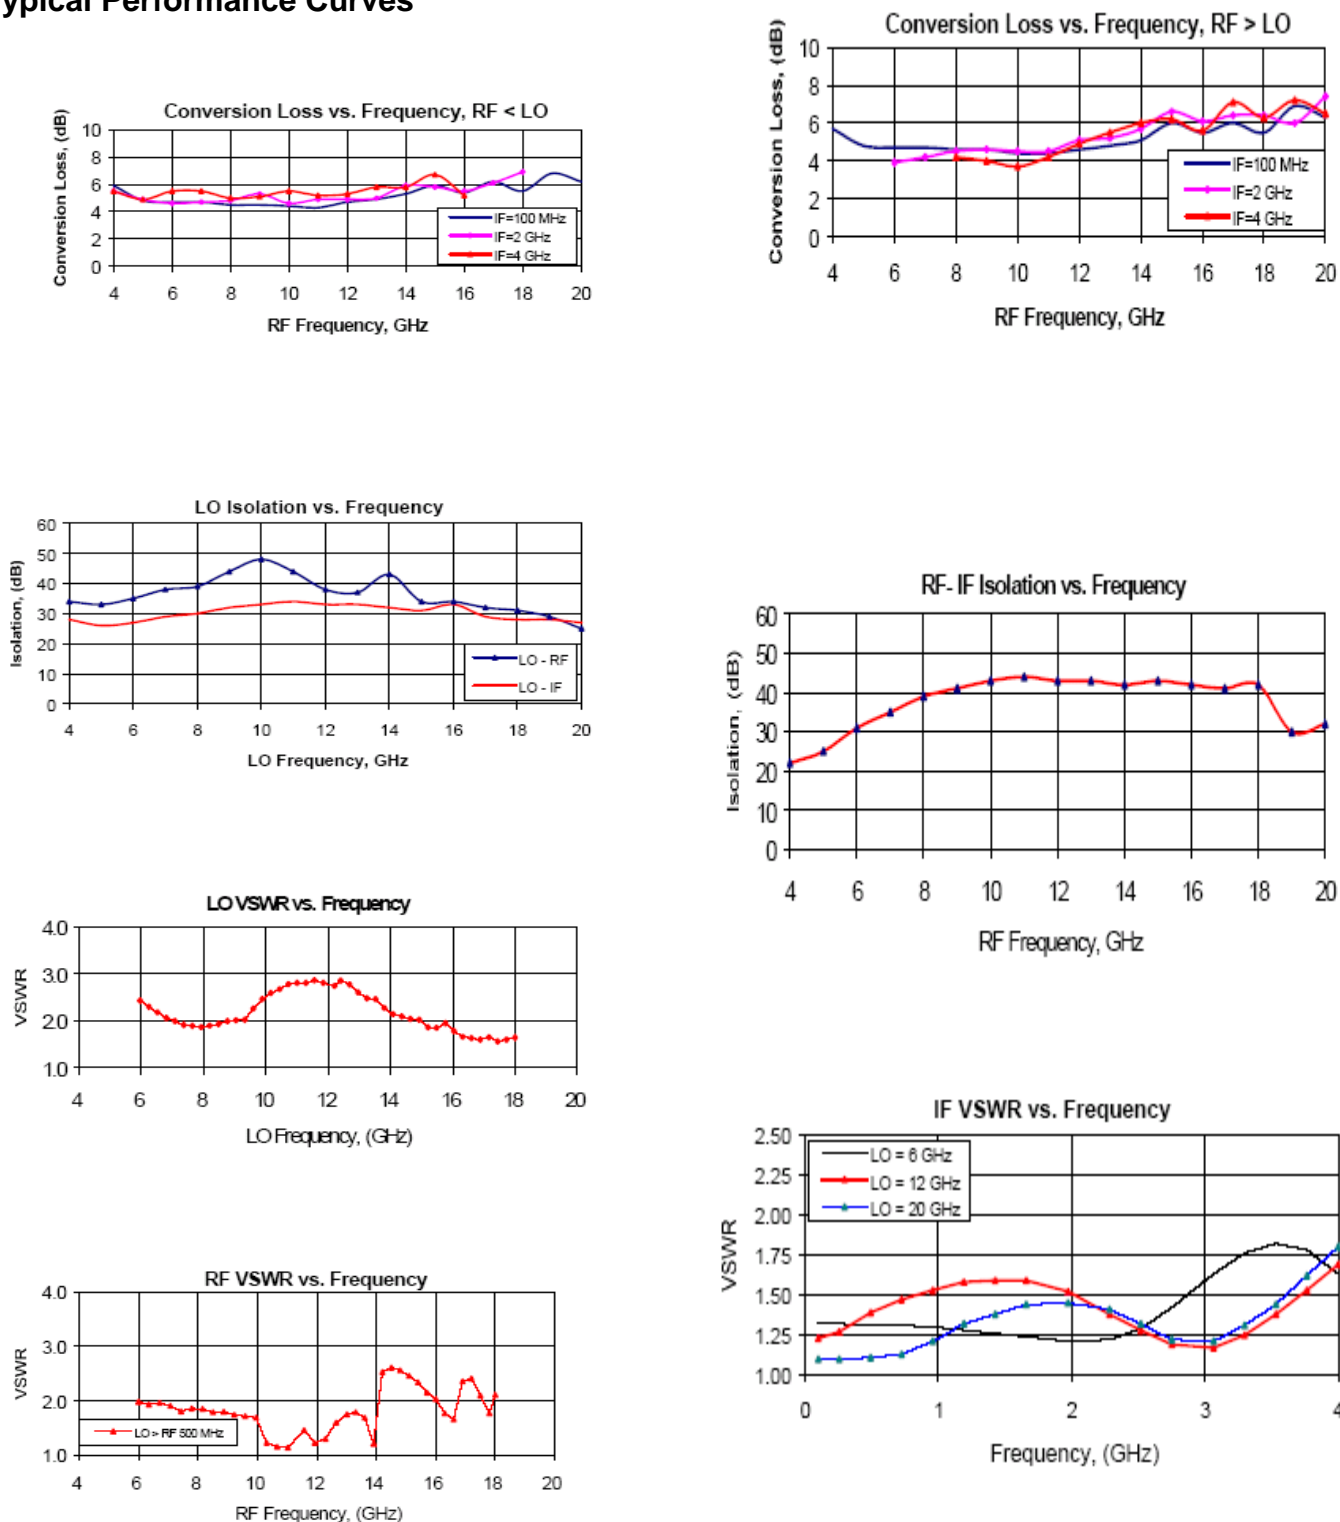 ypical Performance Curves
Conversion Loss vs. Frequency, RF < LO
Conversion Loss, (dB)
10
8
6
4
2
0
IF=100 MHz
IF=2 GHz
IF=4 GHz
4 6 8 10 12 14 16 18 20
RF Frequency, GHz
Conversion Loss vs. Frequency, RF > LO
Conversion Loss, (dB)
10
8
6
4
2
0
IF=100 MHz
IF=2 GHz
IF=4 GHz
4 6 8 10 12 14 16 18 20
RF Frequency, GHz
LO Isolation vs. Frequency
Isolation, (dB)
60
50
40
30
20
10
0
LO - RF
LO - IF
4 6 8 10 12 14 16 18 20
LO Frequency, GHz
RF- IF Isolation vs. Frequency
Isolation, (dB)
60
50
40
30
20
10
0
4 6 8 10 12 14 16 18 20
RF Frequency, GHz
LO VSWR vs. Frequency
VSWR
4.0
3.0
2.0
1.0
4 6 8 10 12 14 16 18 20
LO Frequency, (GHz)
IF VSWR vs. Frequency
VSWR
2.50
2.25
2.00
1.75
1.50
1.25
1.00
LO = 6 GHz
LO = 12 GHz
LO = 20 GHz
0 1 2 3 4
Frequency, (GHz)
RF VSWR vs. Frequency
VSWR
4.0
3.0
2.0
1.0
LO > RF 500 MHz
4 6 8 10 12 14 16 18 20
RF Frequency, (GHz)